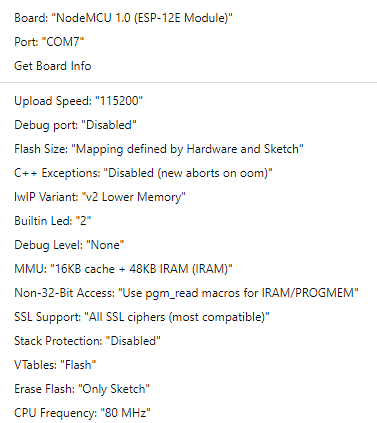 Board: "NodeMCU 1.0 (ESP-12E Module)"
Port: "COM7"
Get Board Info
Upload Speed: "115200"
Debug port: "Disabled"
Flash Size: "Mapping defined by Hardware and Sketch"
C++ Exceptions: "Disabled (new aborts on oom)"
lwIP Variant: "v2 Lower Memory"
Builtin Led: "2"
Debug Level: "None"
MMU: "16KB cache + 48KB IRAM (IRAM)"
Non-32-Bit Access: "Use pgm_read macros for IRAM/PROGMEM"
SSL Support: "All SSL ciphers (most compatible)"
Stack Protection: "Disabled"
VTables: "Flash"
Erase Flash: "Only Sketch"
CPU Frequency: "80 MHz"